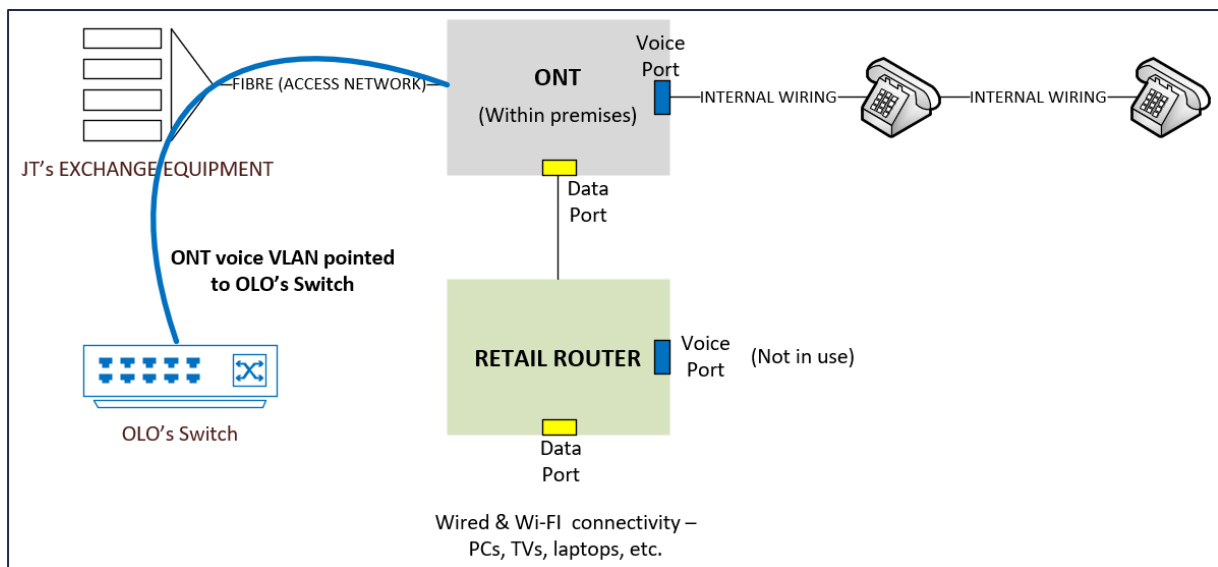 JT's EXCHANGE EQUIPMENT
FIBRE (ACCESS NETWORK)
ONT
(Within premises)
Voice
Port
INTERNAL WIRING
INTERNAL WIRING
Data
Port
ONT voice VLAN pointed
to OLO's Switch
OLO's Switch
RETAIL ROUTER
Voice
Port
(Not in use)
Data
Port
Wired & Wi-FI connectivity –
PCs, TVs, laptops, etc.